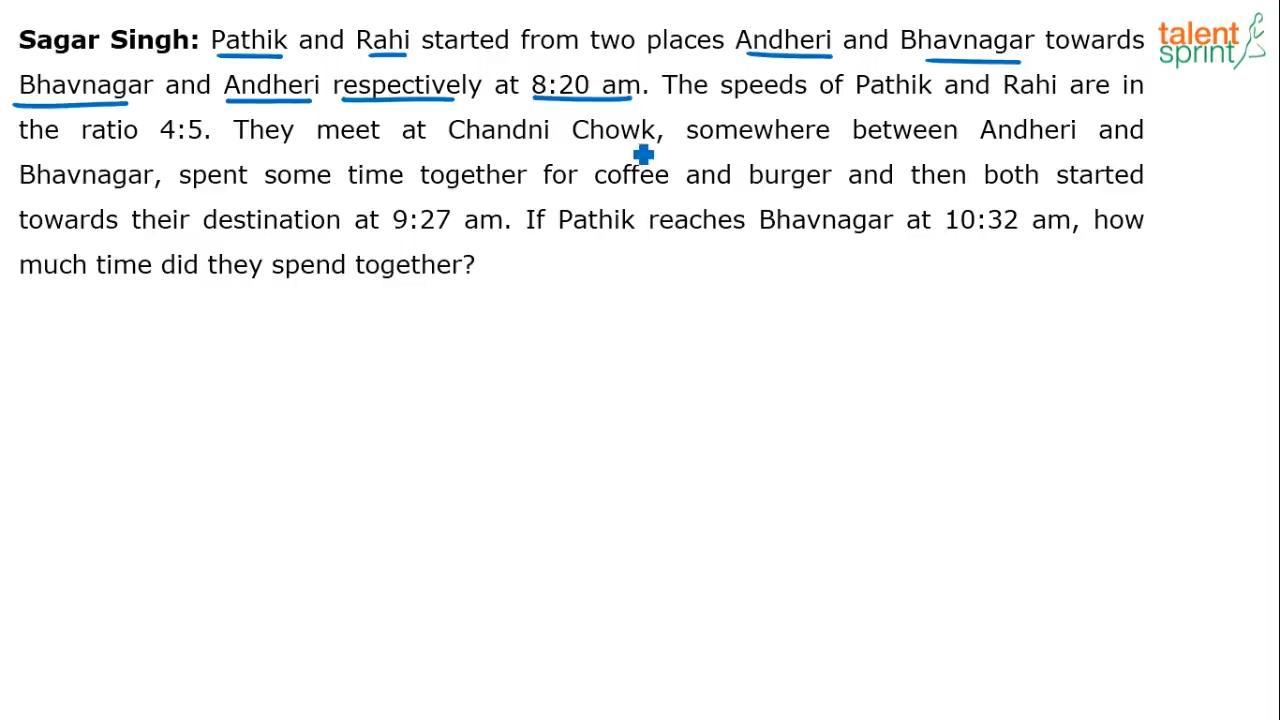 Sagar Singh: Pathik and Rahi started from two places Andheri and Bhavnagar towards
Bhavnagar and Andheri respectively at 8:20 am. The speeds of Pathik and Rahi are in
the ratio 4:5. They meet at Chandni Chowk, somewhere between Andheri and
Bhavnagar, spent some time together for coffee and burger and then both started
towards their destination at 9:27 am. If Pathik reaches Bhavnagar at 10:32 am, how
much time did they spend together?
talent
sprint